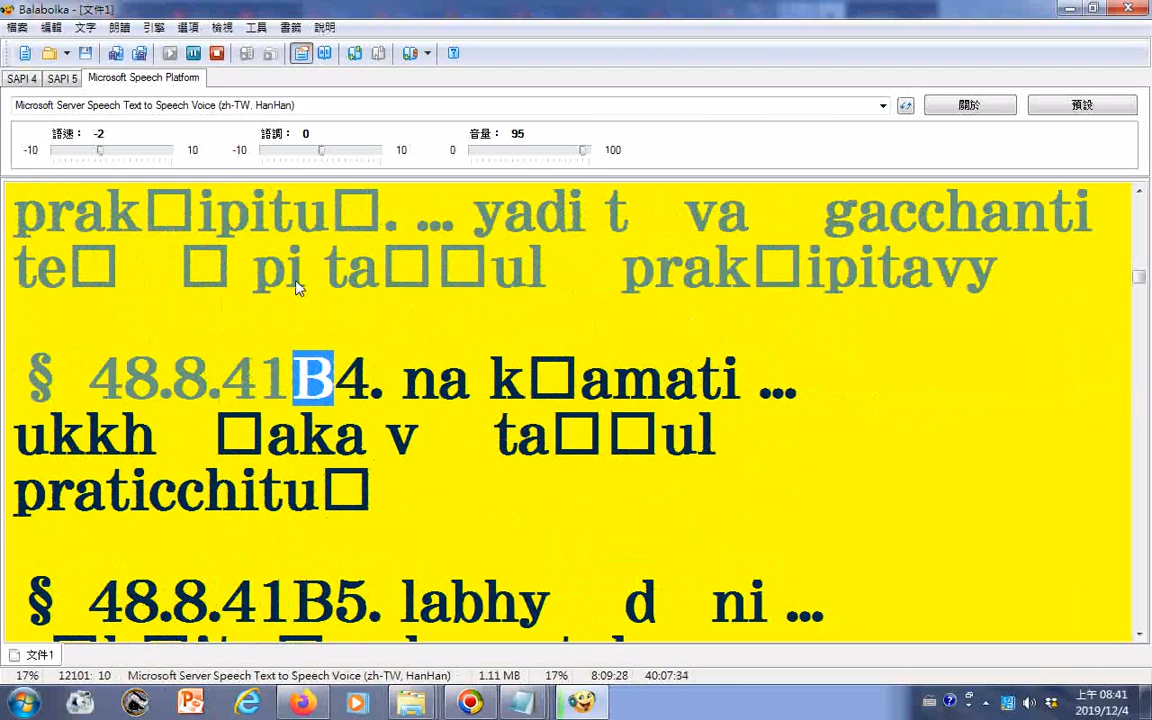 Balabolka - [文件1]
檔案 編輯 文字 朗讀 引擎 選項 檢視 工具 書籤 說明
SAPI 4 SAPI 5 Microsoft Speech Platform
Microsoft Server Speech Text to Speech Voice (zh-TW, HanHan) 關於 預設
語速： -2 語調： 0 音量： 95
-10 10 -10 10 0 100
prak□ipitu□. ... yadi t va gacchanti
te□ □ pi ta□□ul prak□ipitavy
§ 48.8.41B4. na k□amati ...
ukkh □aka v ta□□ul
praticchitu□
§ 48.8.41B5. labhy d ni ...
文件1
17% 12101: 10 Microsoft Server Speech Text to Speech Voice (zh-TW, HanHan) 1.11 MB 17% 8:09:28 40:07:34
上午 08:41
2019/12/4